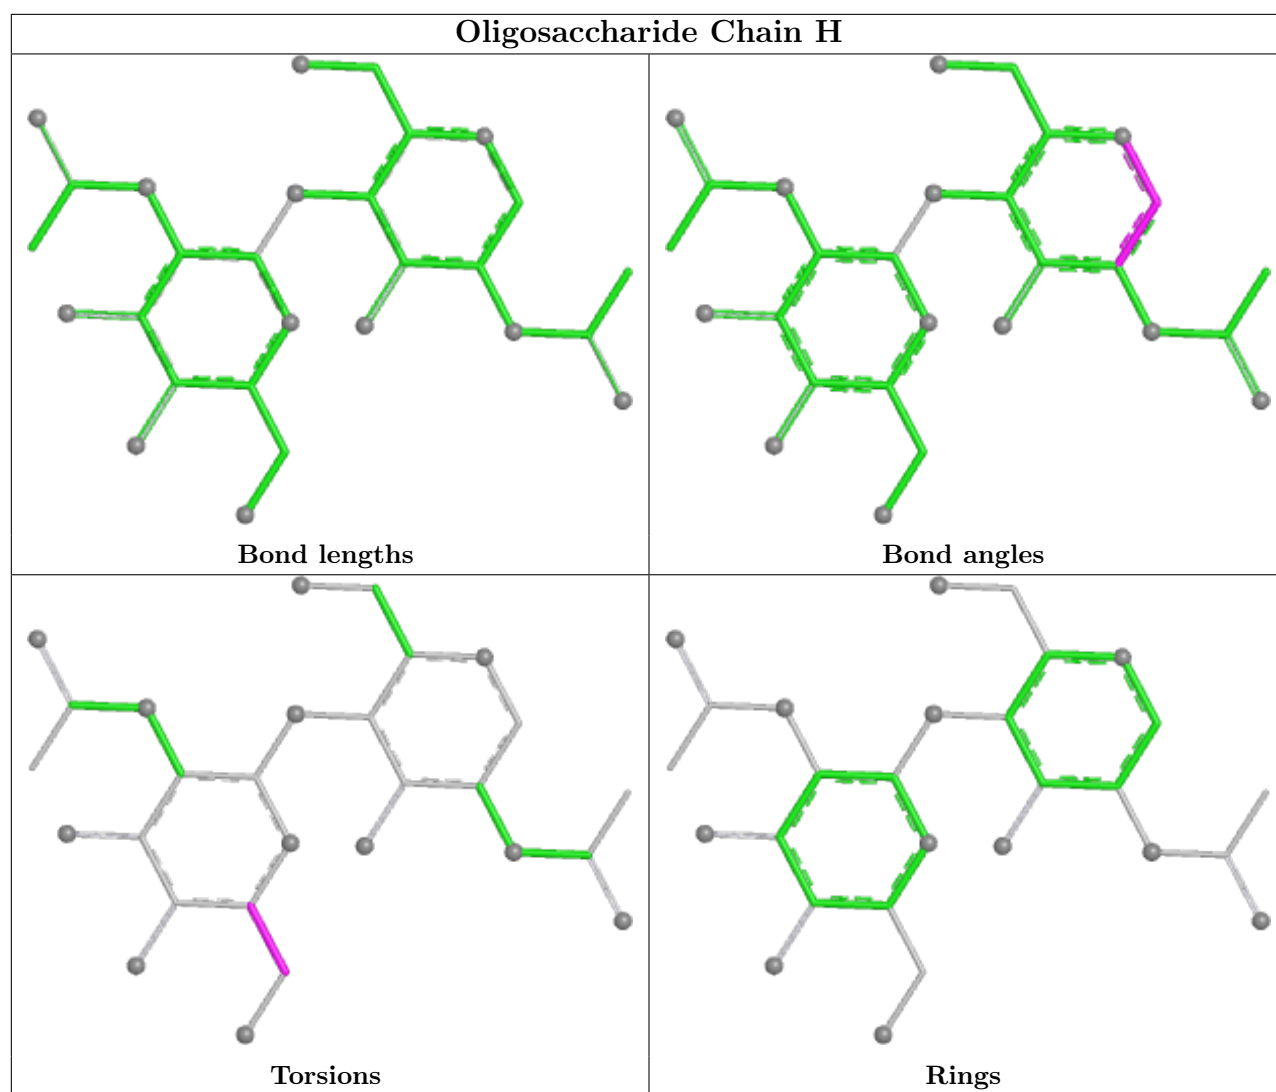 Oligosaccharide Chain H
Bond lengths
Bond angles
Torsions
Rings